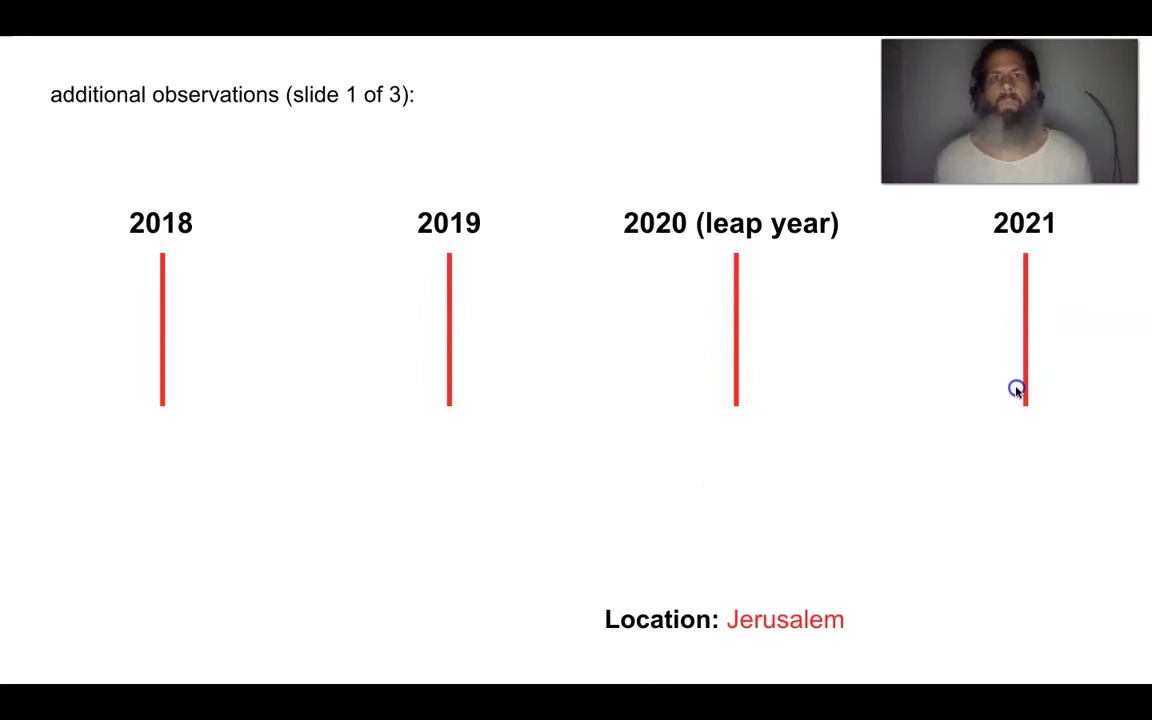 additional observations (slide 1 of 3):
2018 2019 2020 (leap year) 2021
Location: Jerusalem